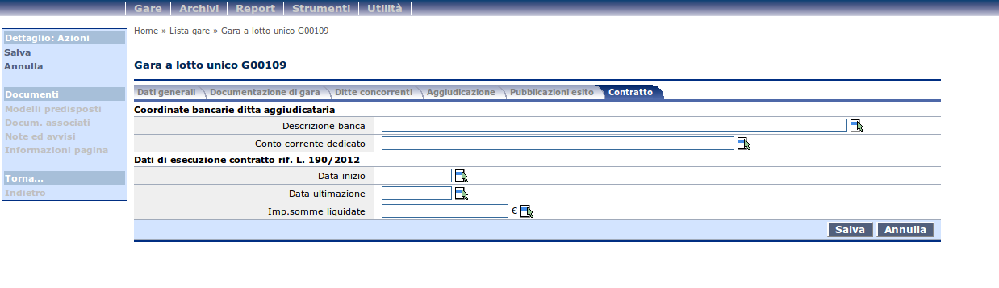 Gare Archivi Report Strumenti Utilità
Home » Lista gare » Gara a lotto unico G00109
Dettaglio: Azioni
Salva
Annulla
Documenti
Modelli predisposti
Docum. associati
Note ed avvisi
Informazioni pagina
Torna...
Indietro
Gara a lotto unico G00109
Dati generali Documentazione di gara Ditte concorrenti Aggiudicazione Pubblicazioni esito Contratto
Coordinate bancarie ditta aggiudicataria
Descrizione banca
Conto corrente dedicato
Dati di esecuzione contratto rif. L. 190/2012
Data inizio
Data ultimazione
Imp.somme liquidate €
Salva Annulla